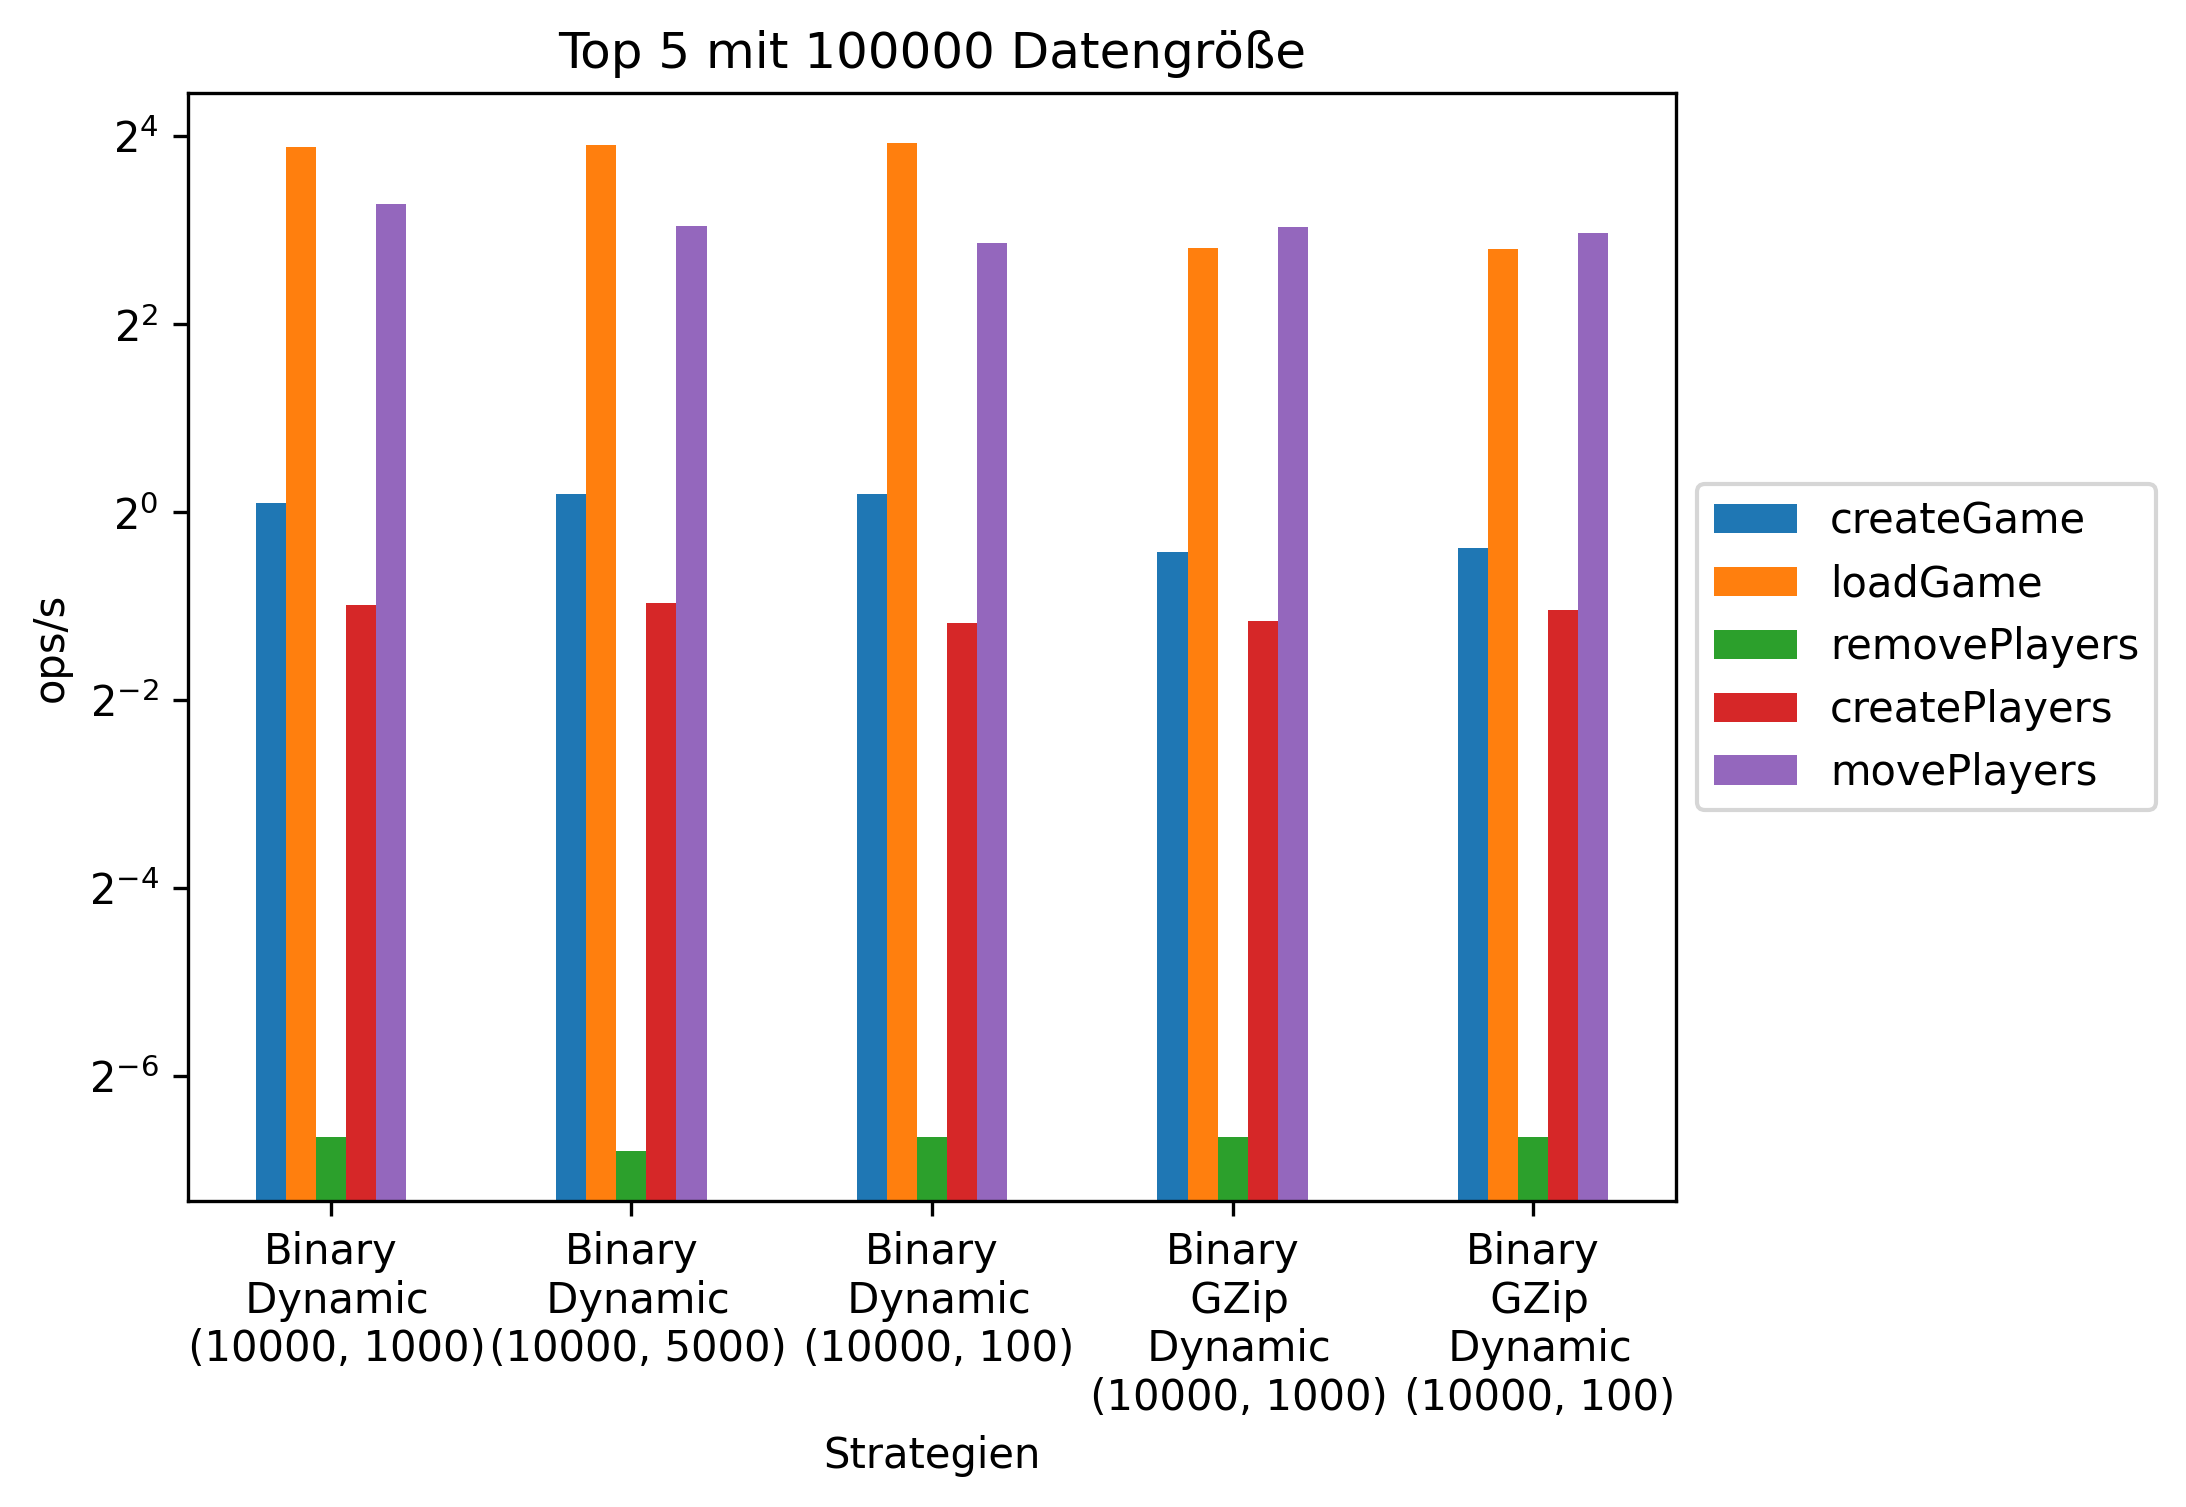 Top 5 mit 100000 Datengröße
2^4
2^2
2^0
2^−2
2^−4
2^−6
ops/s
createGame
loadGame
removePlayers
createPlayers
movePlayers
Binary
Dynamic
(10000, 1000)
Binary
Dynamic
(10000, 5000)
Binary
Dynamic
(10000, 100)
Binary
GZip
Dynamic
(10000, 1000)
Binary
GZip
Dynamic
(10000, 100)
Strategien